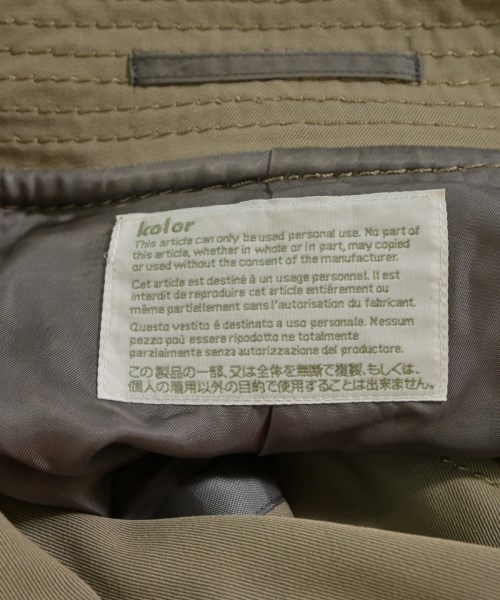 kolor
This article can only be used personal use. No part of
this article, whether in whole or in part, may copied
or used without the consent of the manufacturer.
Cet article est destiné à un usage personnel. Il est
interdit de reproduire cet article entiérement ou
même partiellement sans l'autorisation du fabricant.
Questo vestito é destinato a uso personale. Nessum
pezzo può essere ripodotto ne totalmente
parzialmente senza autorizzazione del productore.
この製品の一部、又は全体を無断で複製、もしくは、
個人の着用以外の目的で使用することは出来ません。